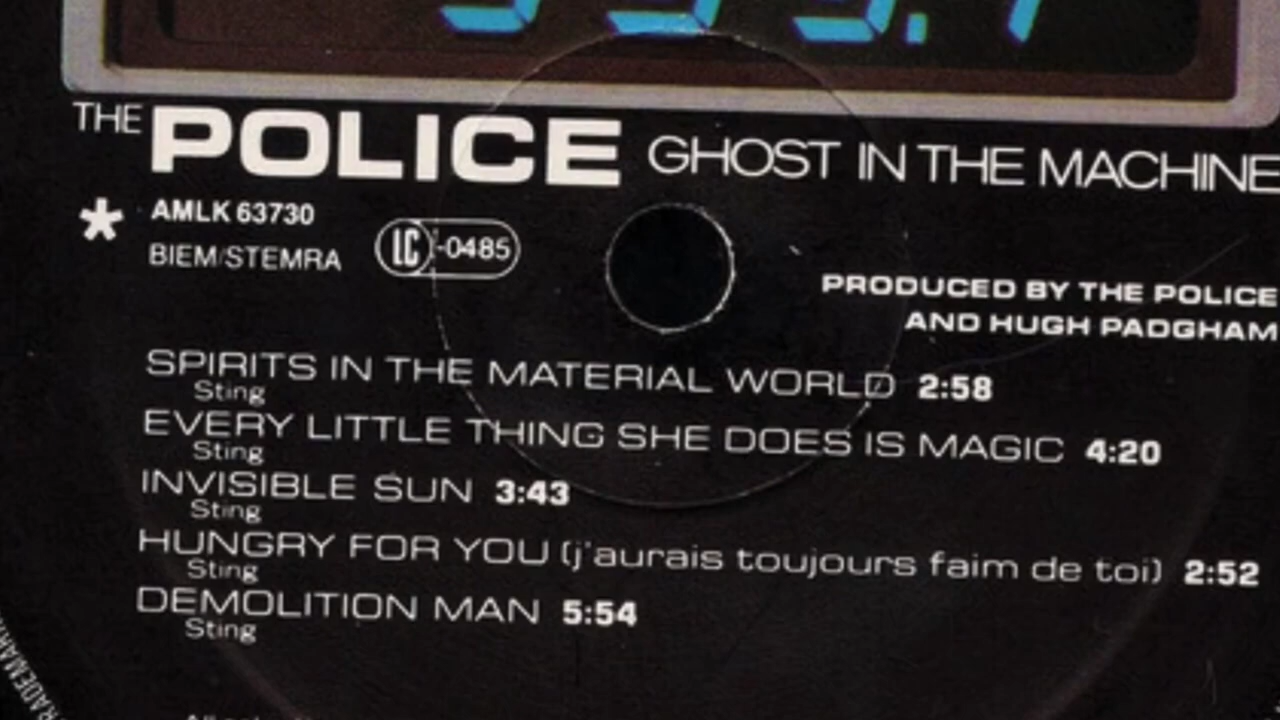 THE POLICE GHOST IN THE MACHINE
* AMLK 63730
BIEM/STEMRA
LC -0485
PRODUCED BY THE POLICE
AND HUGH PADGHAM
SPIRITS IN THE MATERIAL WORLD 2:58
Sting
EVERY LITTLE THING SHE DOES IS MAGIC 4:20
Sting
INVISIBLE SUN 3:43
Sting
HUNGRY FOR YOU (j'aurais toujours faim de toi) 2:52
Sting
DEMOLITION MAN 5:54
Sting